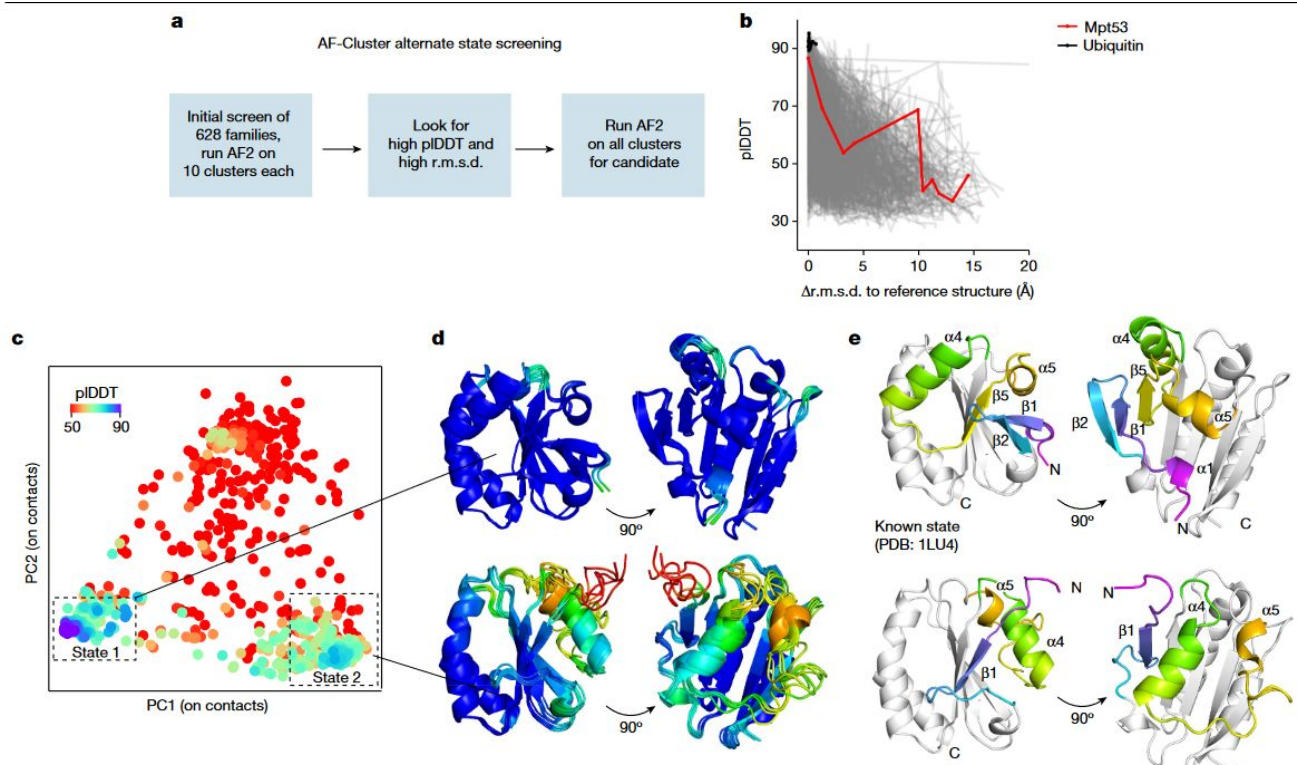 a
AF-Cluster alternate state screening
Initial screen of
628 families,
run AF2 on
10 clusters each
Look for
high plDDT and
high r.m.s.d.
Run AF2
on all clusters
for candidate
b
Mpt53
Ubiquitin
plDDT
90
70
50
30
0
5
10
15
20
Δr.m.s.d. to reference structure (Å)
c
plDDT
50
90
State 1
State 2
PC2 (on contacts)
PC1 (on contacts)
d
90º
90º
e
α4
α5
β5
β1
β2
N
C
Known state
(PDB: 1LU4)
90º
α4
β5
β2
β1
α5
α1
N
C
α5
N
α4
β1
C
90º
N
α4
α5
β1